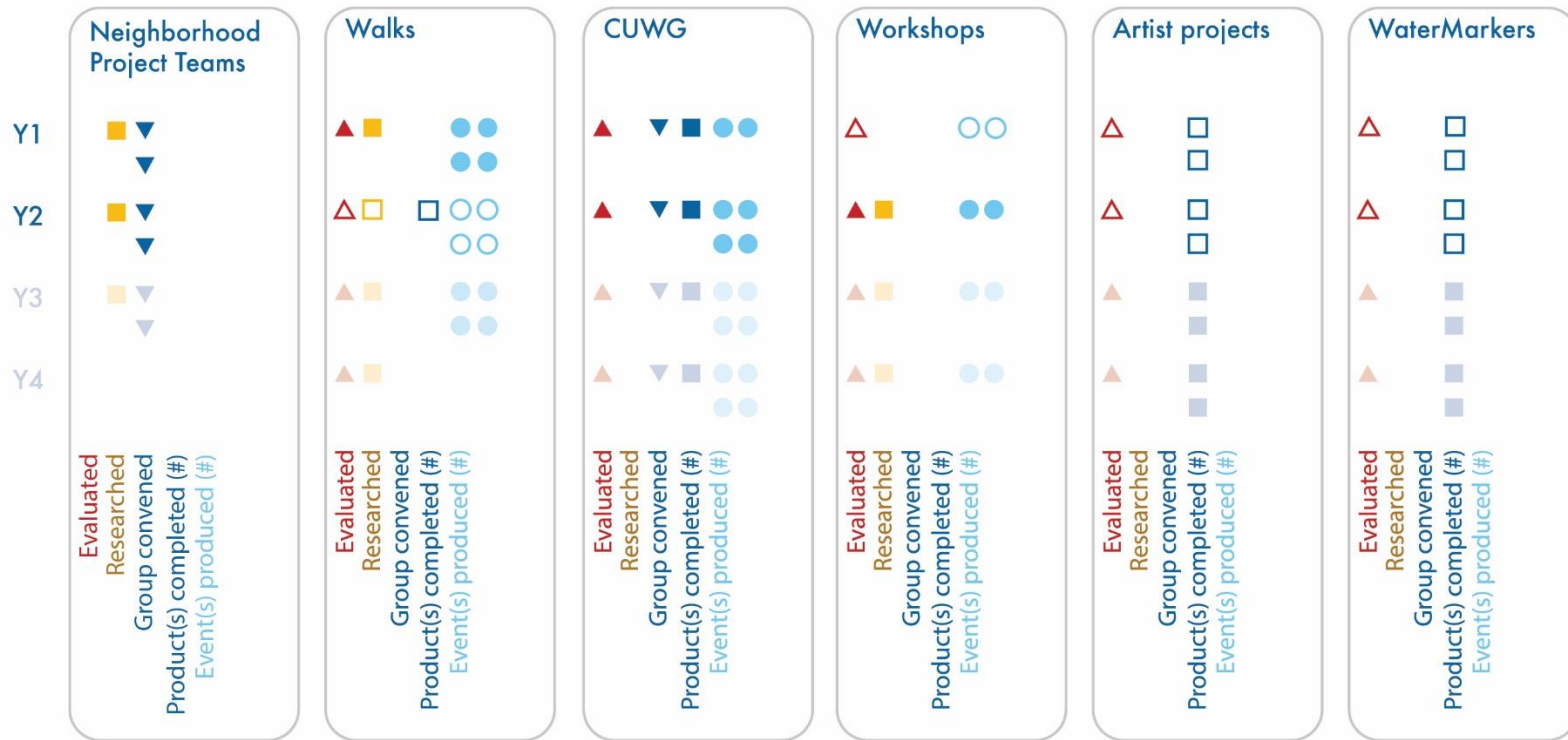 Neighborhood
Project Teams
Walks
CUWG
Workshops
Artist projects
WaterMarkers
Y1
Y2
Y3
Y4
Evaluated
Researched
Group convened
Product(s) completed (#)
Event(s) produced (#)
Evaluated
Researched
Group convened
Product(s) completed (#)
Event(s) produced (#)
Evaluated
Researched
Group convened
Product(s) completed (#)
Event(s) produced (#)
Evaluated
Researched
Group convened
Product(s) completed (#)
Event(s) produced (#)
Evaluated
Researched
Group convened
Product(s) completed (#)
Event(s) produced (#)
Evaluated
Researched
Group convened
Product(s) completed (#)
Event(s) produced (#)